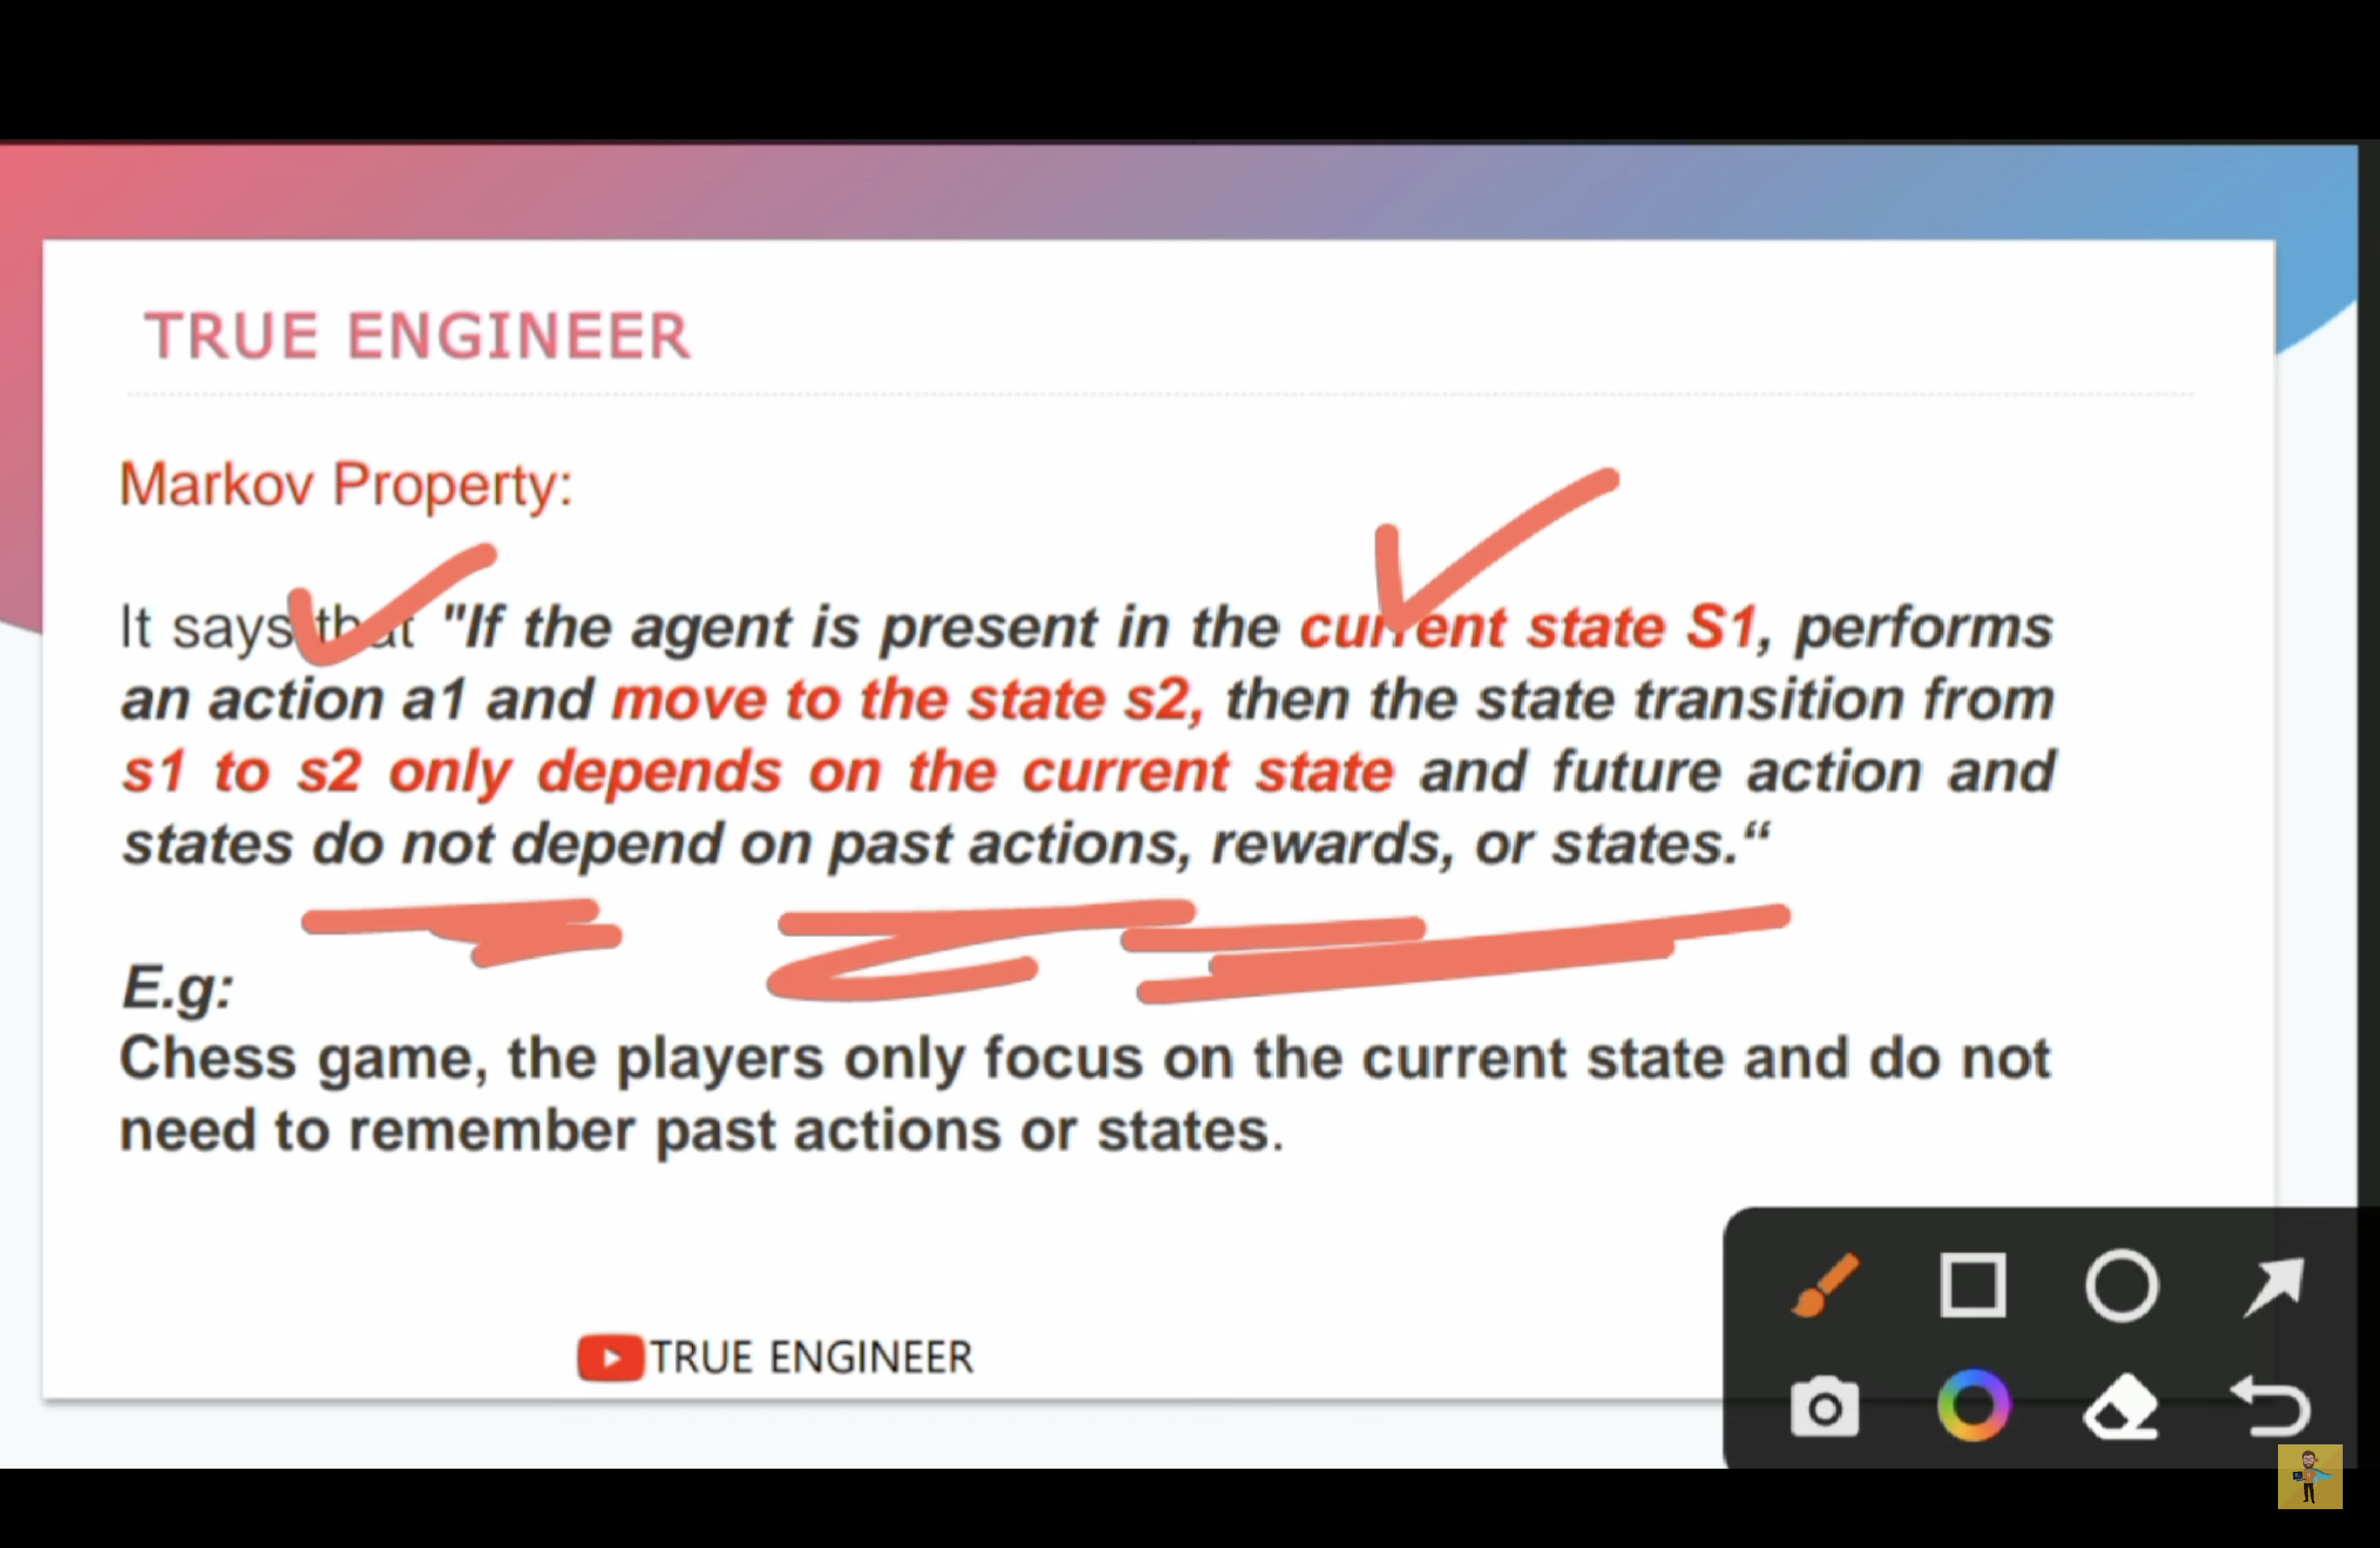 TRUE ENGINEER
Markov Property:
It says that "If the agent is present in the current state S1, performs
an action a1 and move to the state s2, then the state transition from
s1 to s2 only depends on the current state and future action and
states do not depend on past actions, rewards, or states.“
E.g:
Chess game, the players only focus on the current state and do not
need to remember past actions or states.
TRUE ENGINEER